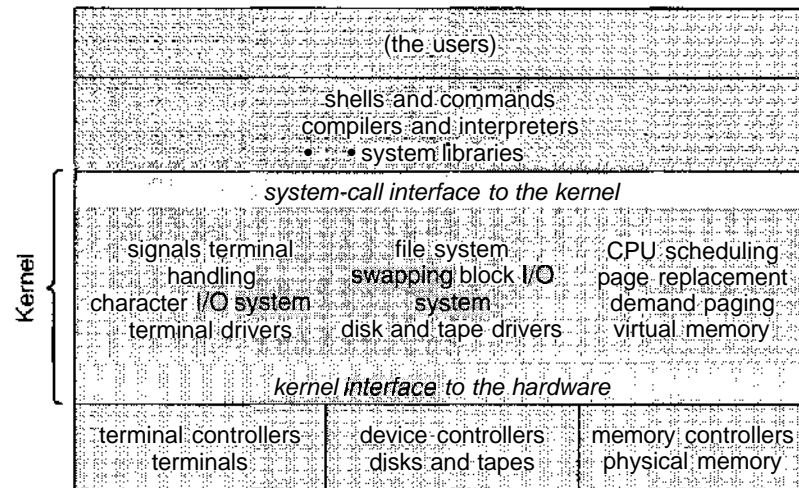 (the users)
shells and commands
compilers and interpreters
• • system libraries
Kernel
system-call interface to the kernel
signals terminal
handling
character I/O system
terminal drivers
file system
swapping block I/O
system
disk and tape drivers
CPU scheduling
page replacement
demand paging
virtual memory
kernel interface to the hardware
terminal controllers
terminals
device controllers
disks and tapes
memory controllers
physical memory